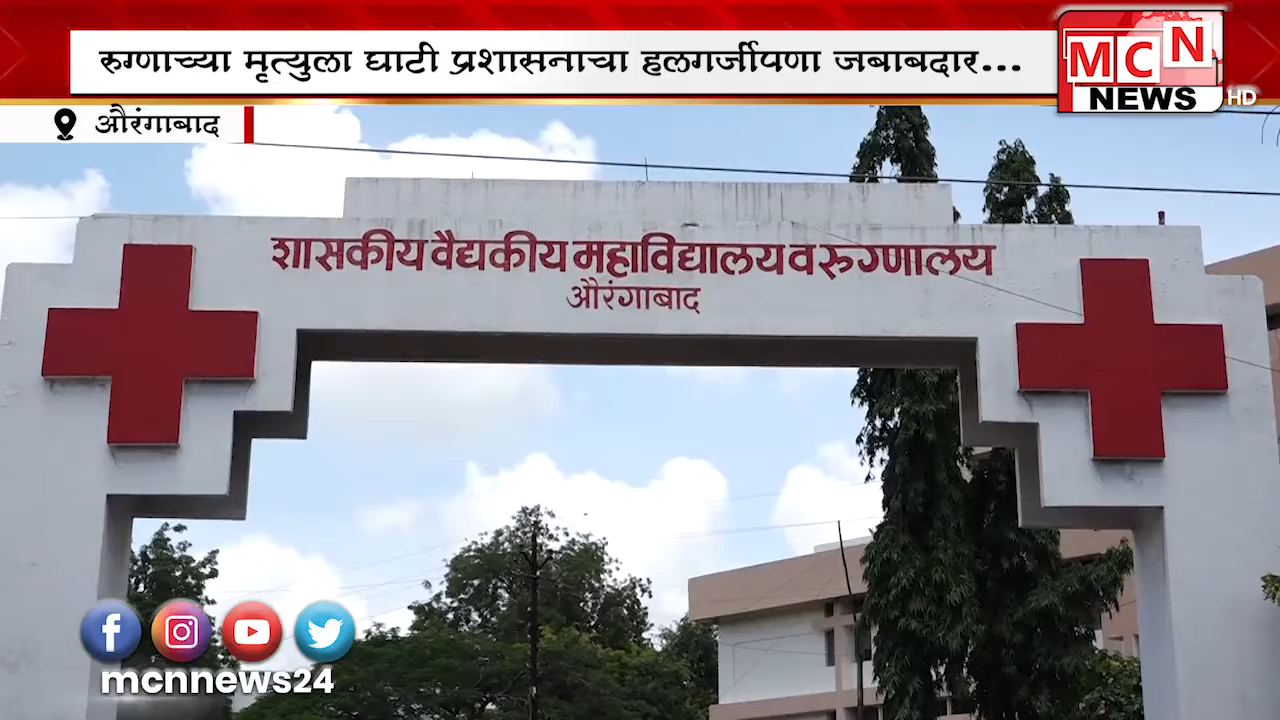 रुग्णाच्या मृत्युला घाटी प्रशासनाचा हलगर्जीपणा जबाबदार...
MCN
NEWS HD
औरंगाबाद
शासकीय वैद्यकीय महाविद्यालय व रुग्णालय
औरंगाबाद
mcnnews24